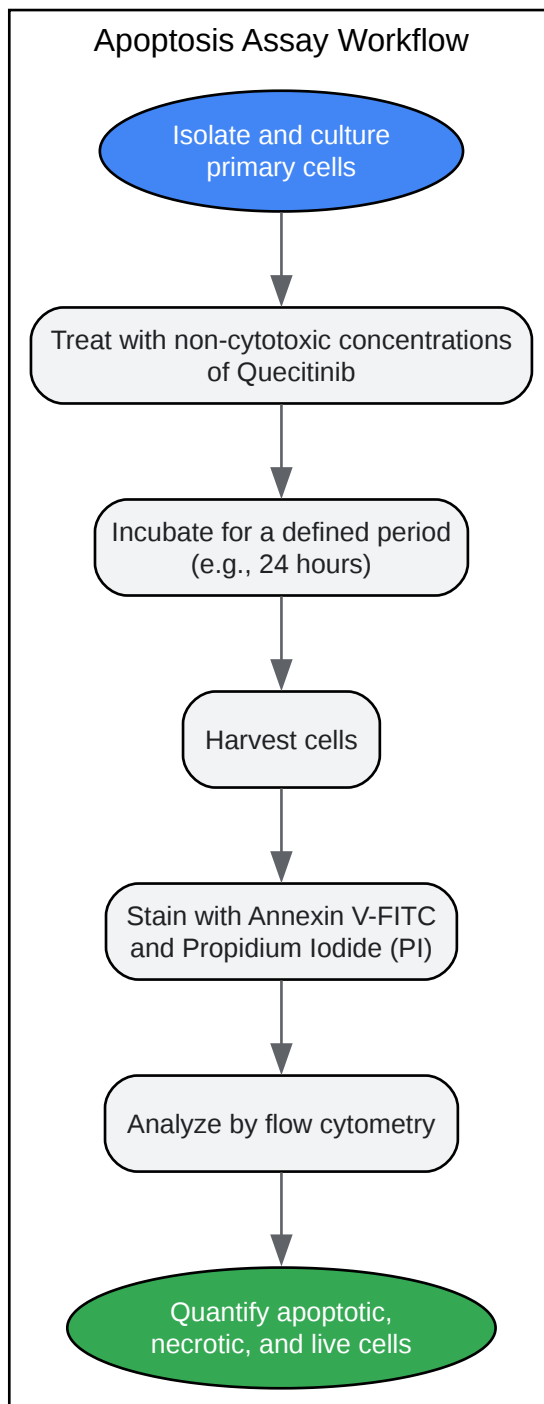 Apoptosis Assay Workflow
Isolate and culture
primary cells
Treat with non-cytotoxic concentrations
of Quecitinib
Incubate for a defined period
(e.g., 24 hours)
Harvest cells
Stain with Annexin V-FITC
and Propidium Iodide (PI)
Analyze by flow cytometry
Quantify apoptotic,
necrotic, and live cells